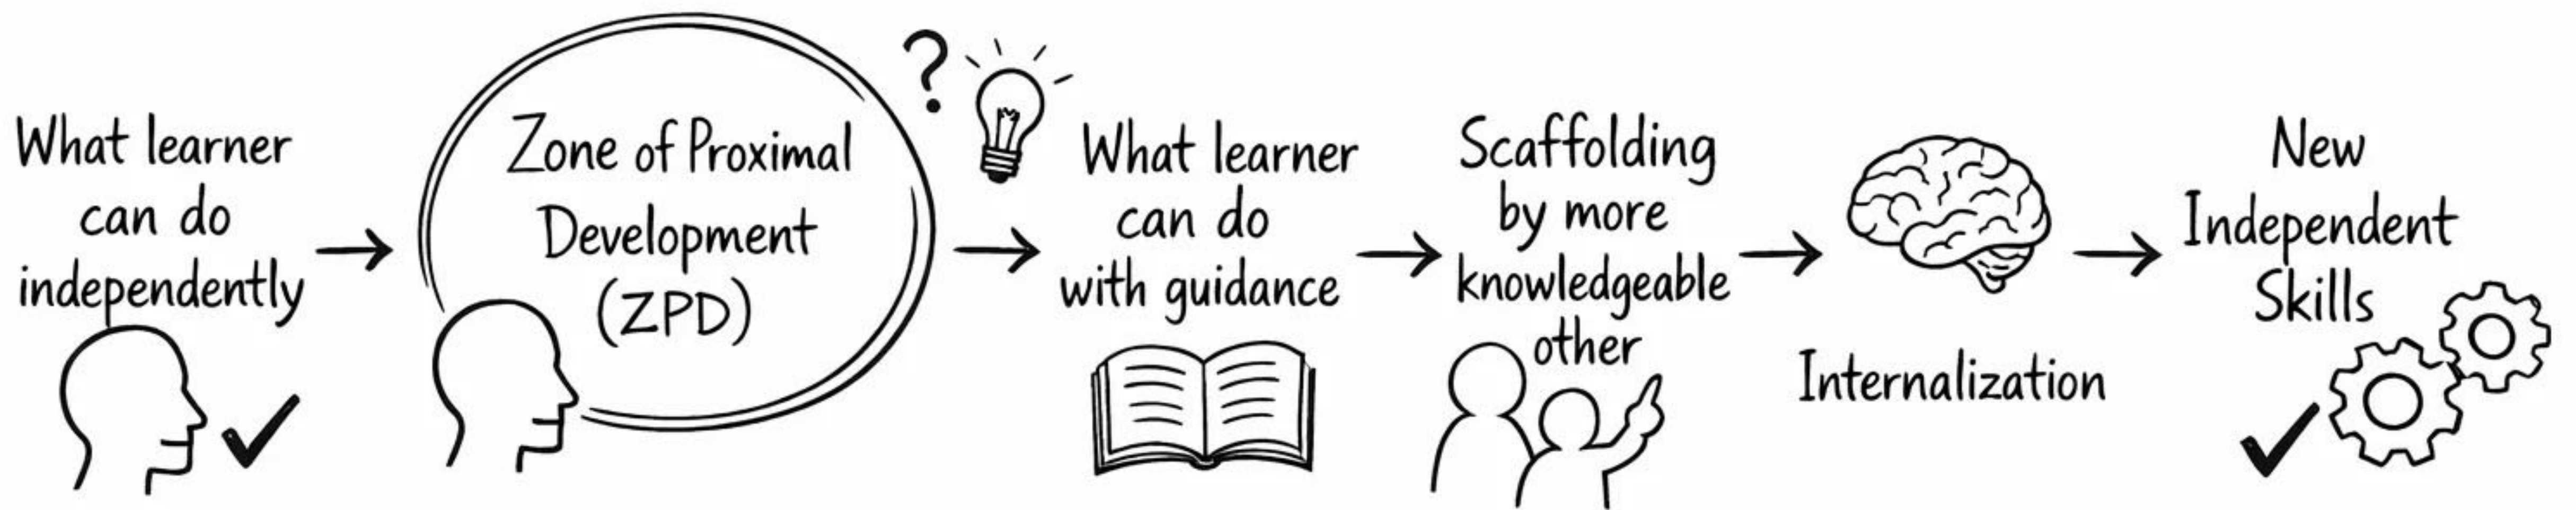 What learner
can do
independently
Zone of Proximal
Development
(ZPD)
?
What learner
can do
with guidance
Scaffolding
by more
knowledgeable
other
Internalization
New
Independent
Skills